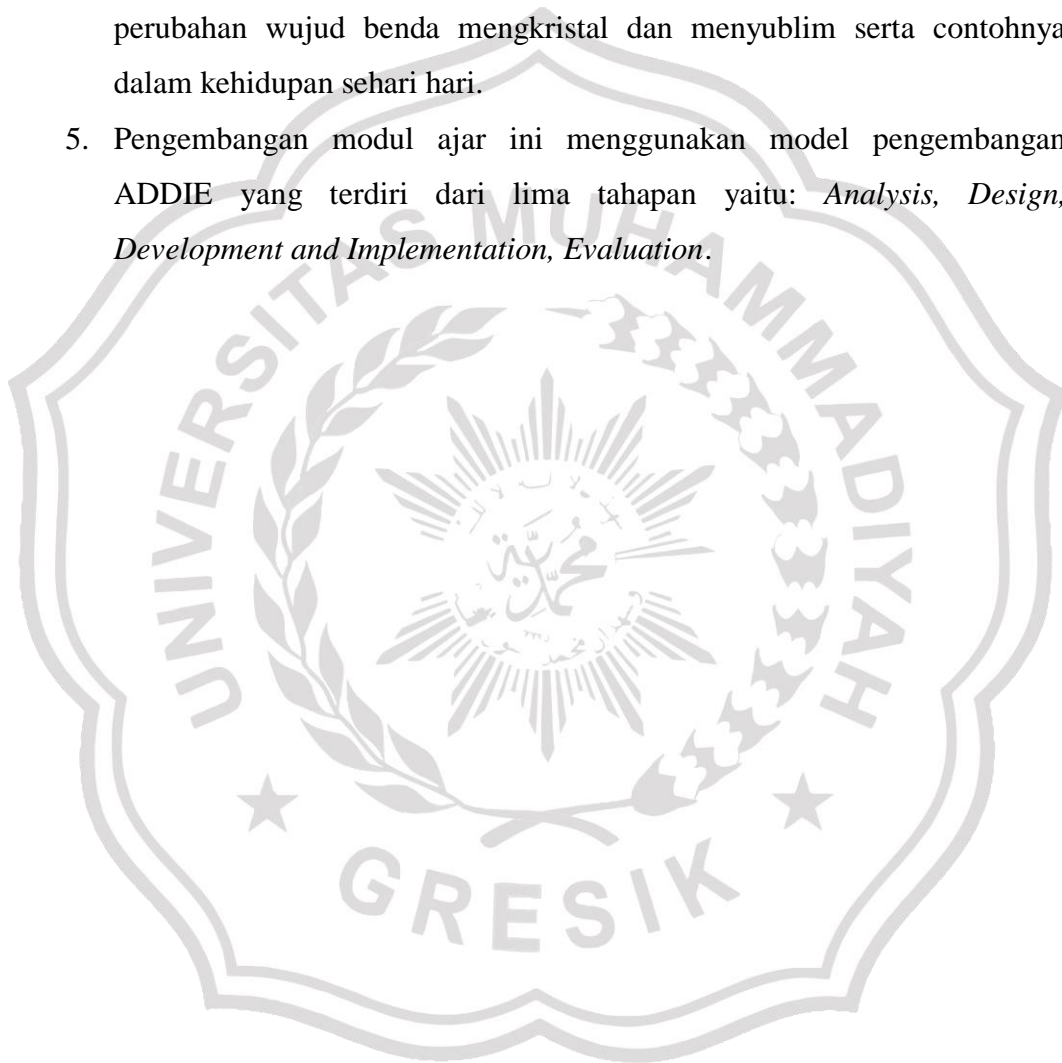 perubahan wujud benda mengkristal dan menyublim serta contohnya
dalam kehidupan sehari hari.
5. Pengembangan modul ajar ini menggunakan model pengembangan
ADDIE yang terdiri dari lima tahapan yaitu: Analysis, Design,
Development and Implementation, Evaluation.
UNIVERSITAS MUHAMMADIYAH
GRESIK